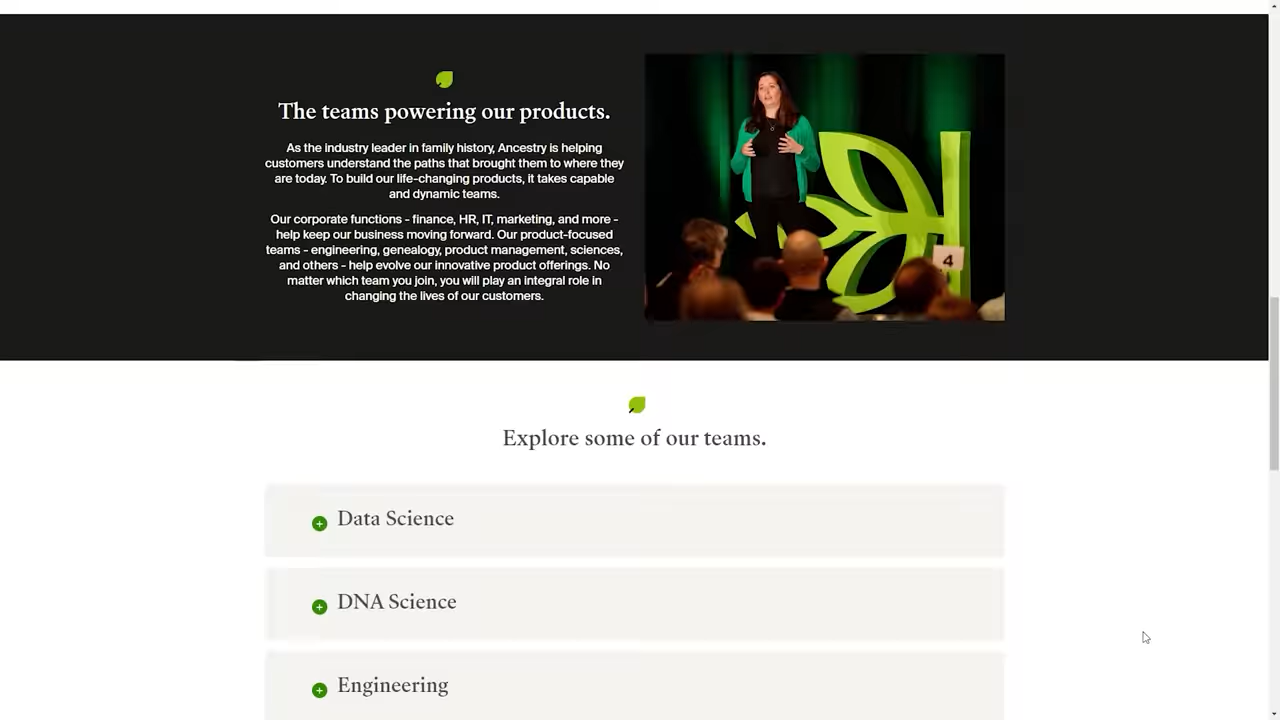 The teams powering our products.
As the industry leader in family history, Ancestry is helping
customers understand the paths that brought them to where they
are today. To build our life-changing products, it takes capable
and dynamic teams.
Our corporate functions - finance, HR, IT, marketing, and more -
help keep our business moving forward. Our product-focused
teams - engineering, genealogy, product management, sciences,
and others - help evolve our innovative product offerings. No
matter which team you join, you will play an integral role in
changing the lives of our customers.
4
Explore some of our teams.
Data Science
DNA Science
Engineering